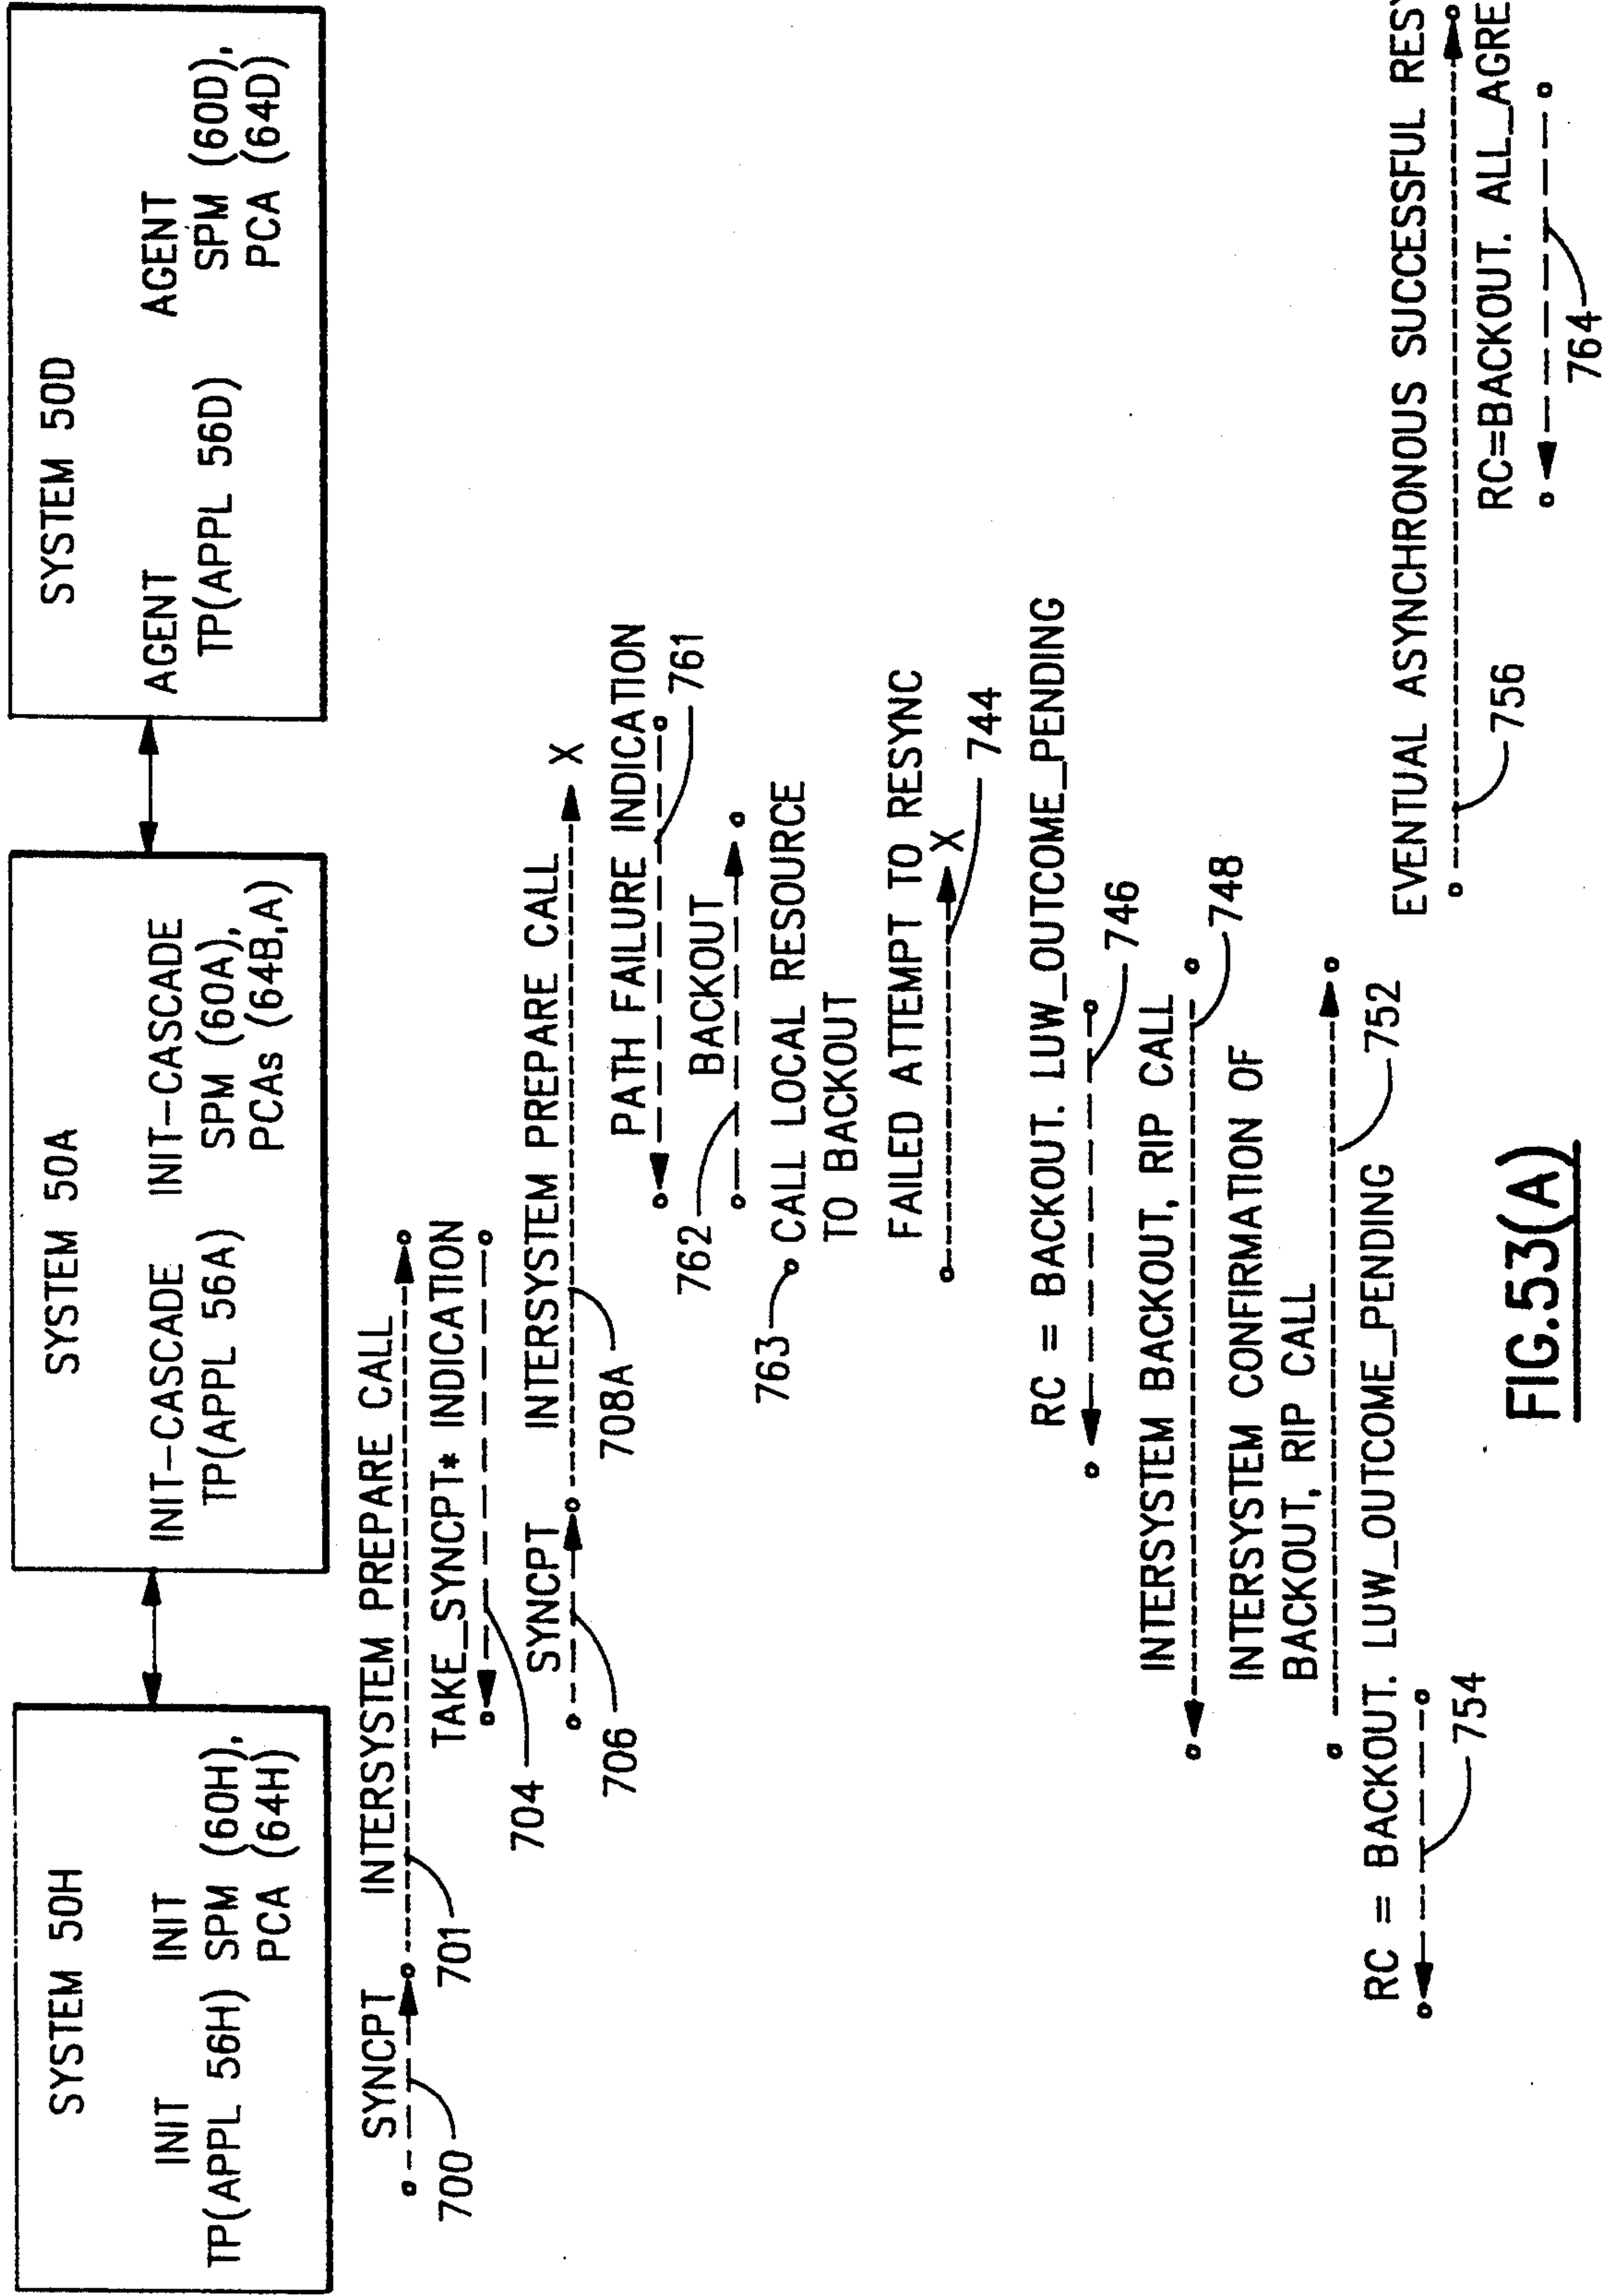 SYSTEM 50H
INIT INIT
TP(APPL 56H) SPM (60H),
PCA (64H)
SYSTEM 50A
INIT-CASCADE INIT-CASCADE
TP(APPL 56A) SPM (60A),
PCAs (64B,A)
SYSTEM 50D
AGENT AGENT
TP(APPL 56D) SPM (60D),
PCA (64D)
SYNCPT INTERSYSTEM PREPARE CALL
700
701
TAKE_SYNCPT* INDICATION
704
SYNCPT INTERSYSTEM PREPARE CALL
X
706
708A
PATH FAILURE INDICATION
761
BACKOUT
762
763 CALL LOCAL RESOURCE
TO BACKOUT
FAILED ATTEMPT TO RESYNC
X
744
RC = BACKOUT. LUW_OUTCOME_PENDING
746
INTERSYSTEM BACKOUT, RIP CALL
748
INTERSYSTEM CONFIRMATION OF
BACKOUT, RIP CALL
752
RC = BACKOUT. LUW_OUTCOME_PENDING
754
EVENTUAL ASYNCHRONOUS SUCCESSFUL RES
756
RC=BACKOUT. ALL_AGRE
764
FIG.53(A)